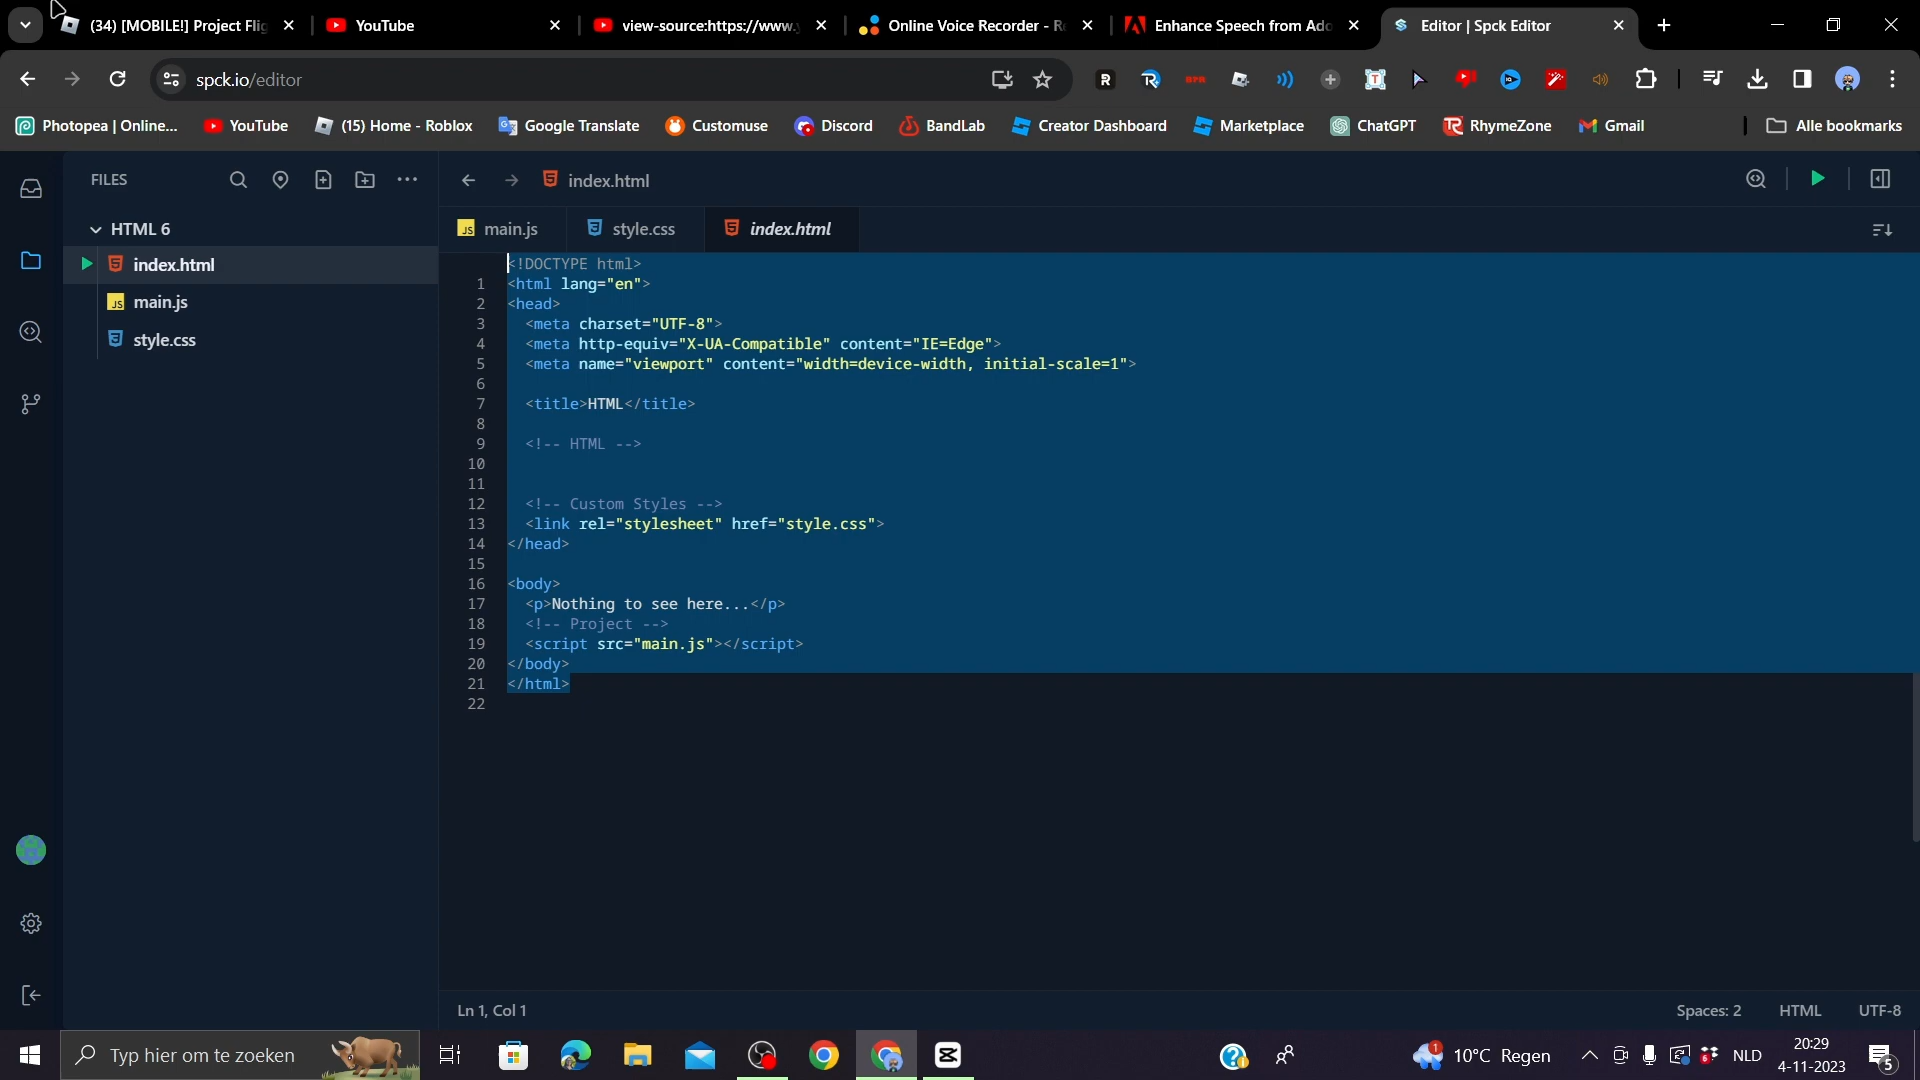 (34) [MOBILE!] Project Flig
YouTube
view-source:https://www.y
Online Voice Recorder - Re
Enhance Speech from Ado
Editor | Spck Editor
spck.io/editor
Photopea | Online...
YouTube
(15) Home - Roblox
Google Translate
Customuse
Discord
BandLab
Creator Dashboard
Marketplace
ChatGPT
RhymeZone
Gmail
Alle bookmarks
FILES
index.html
HTML 6
main.js
style.css
index.html
index.html
main.js
style.css
<!DOCTYPE html>
1 <html lang="en">
2 <head>
3 <meta charset="UTF-8">
4 <meta http-equiv="X-UA-Compatible" content="IE=Edge">
5 <meta name="viewport" content="width=device-width, initial-scale=1">
6
7 <title>HTML</title>
8
9 <!-- HTML -->
10
11
12 <!-- Custom Styles -->
13 <link rel="stylesheet" href="style.css">
14 </head>
15
16 <body>
17 <p>Nothing to see here...</p>
18 <!-- Project -->
19 <script src="main.js"></script>
20 </body>
21 </html>
22
Ln 1, Col 1
Spaces: 2
HTML
UTF-8
Typ hier om te zoeken
10°C Regen
NLD
20:29
4-11-2023
5